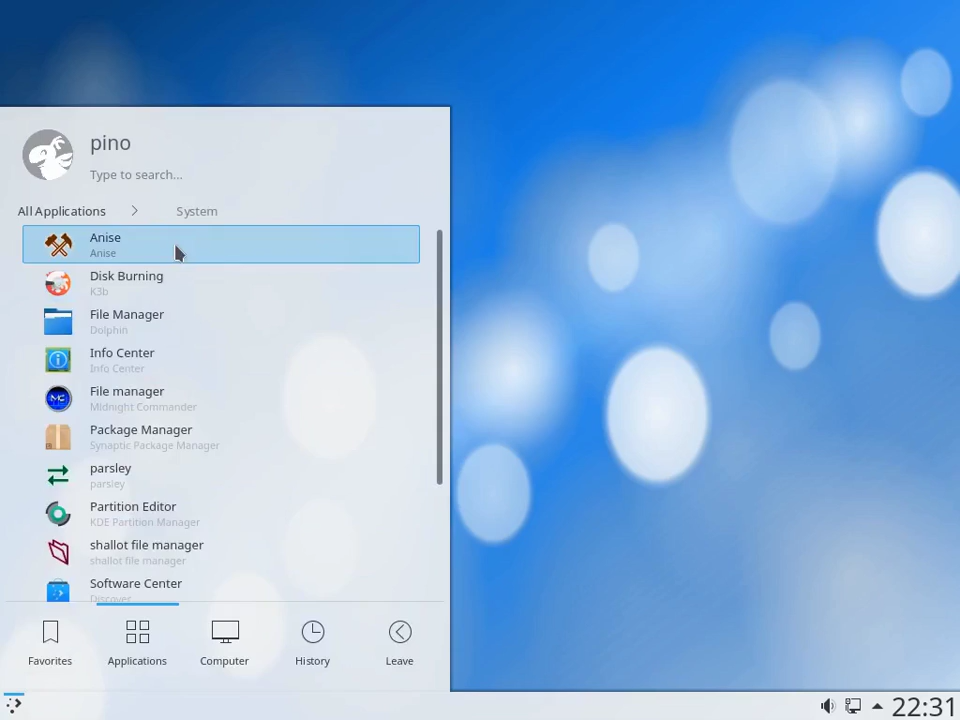 pino
Type to search...
All Applications > System
Anise
Anise
Disk Burning
K3b
File Manager
Dolphin
Info Center
Info Center
File manager
Midnight Commander
Package Manager
Synaptic Package Manager
parsley
parsley
Partition Editor
KDE Partition Manager
shallot file manager
shallot file manager
Software Center
Discover
Favorites Applications Computer History Leave
22:31